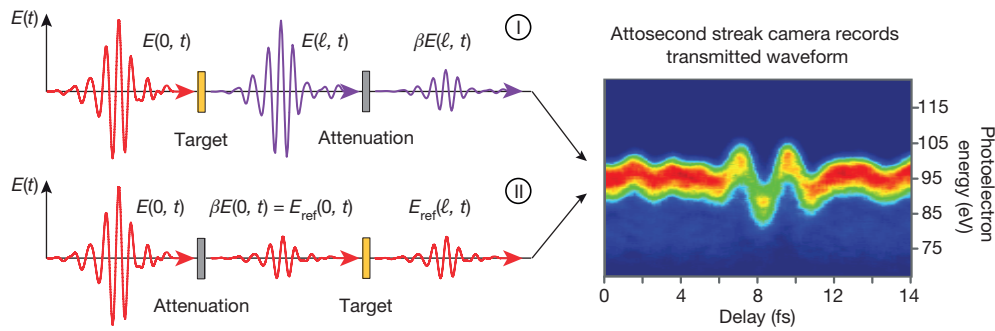 E(t)
E(0, t)
E(ℓ, t)
βE(ℓ, t)
I
Target
Attenuation
E(t)
E(0, t)
βE(0, t) = E_ref(0, t)
E_ref(ℓ, t)
II
Attenuation
Target
Attosecond streak camera records
transmitted waveform
115
105
95
85
75
Photoelectron
energy (eV)
0
4
8
12
14
Delay (fs)